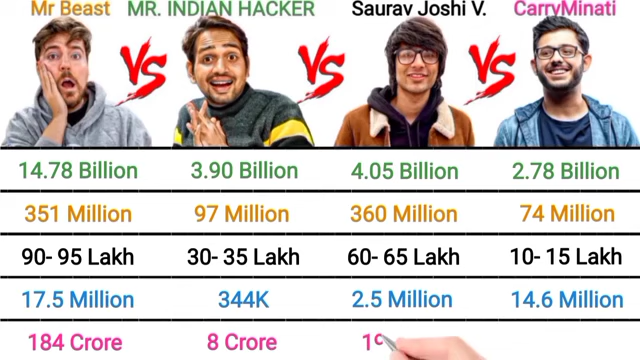 Mr Beast MR. INDIAN HACKER Saurav Joshi V. CarryMinati
VS VS VS
14.78 Billion 3.90 Billion 4.05 Billion 2.78 Billion
351 Million 97 Million 360 Million 74 Million
90- 95 Lakh 30- 35 Lakh 60- 65 Lakh 10- 15 Lakh
17.5 Million 344K 2.5 Million 14.6 Million
184 Crore 8 Crore